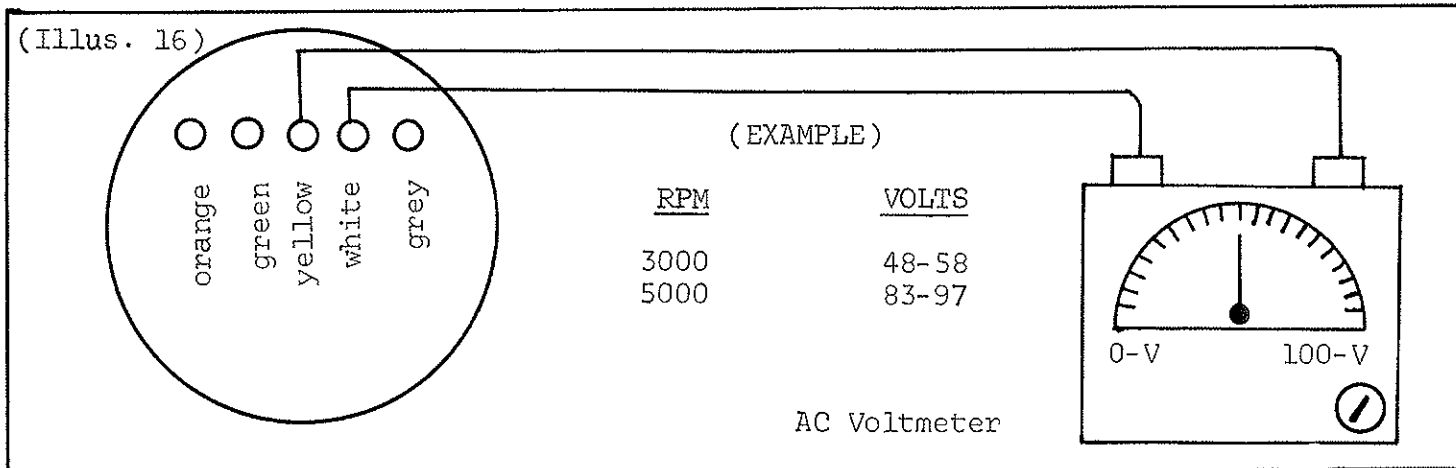 (Illus. 16)
(EXAMPLE)
orange
green
yellow
white
grey
RPM VOLTS
3000 48-58
5000 83-97
0-V 100-V
AC Voltmeter